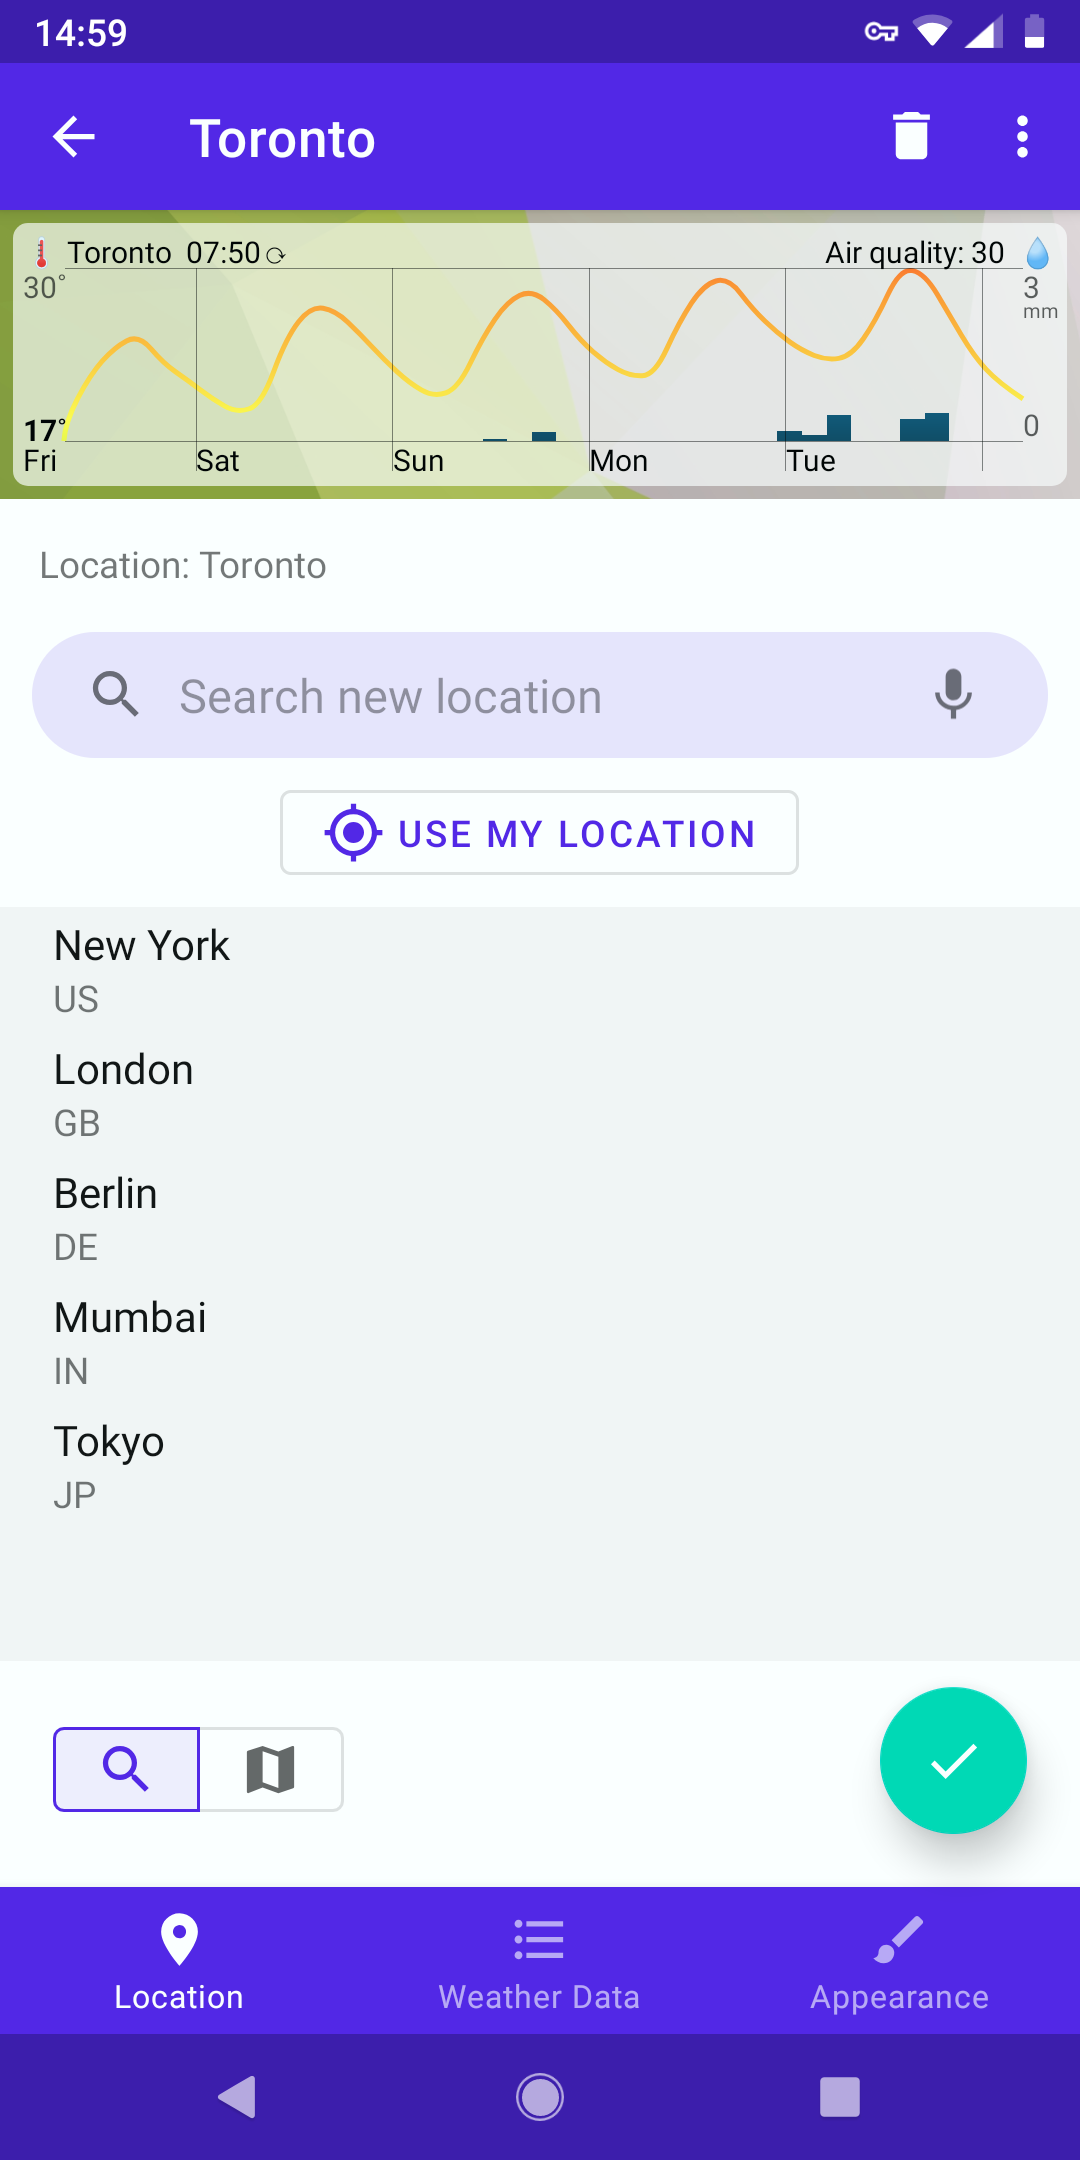 14:59
Toronto
Toronto 07:50
Air quality: 30
30°
3
mm
17°
0
Fri
Sat
Sun
Mon
Tue
Location: Toronto
Search new location
USE MY LOCATION
New York
US
London
GB
Berlin
DE
Mumbai
IN
Tokyo
JP
Location
Weather Data
Appearance